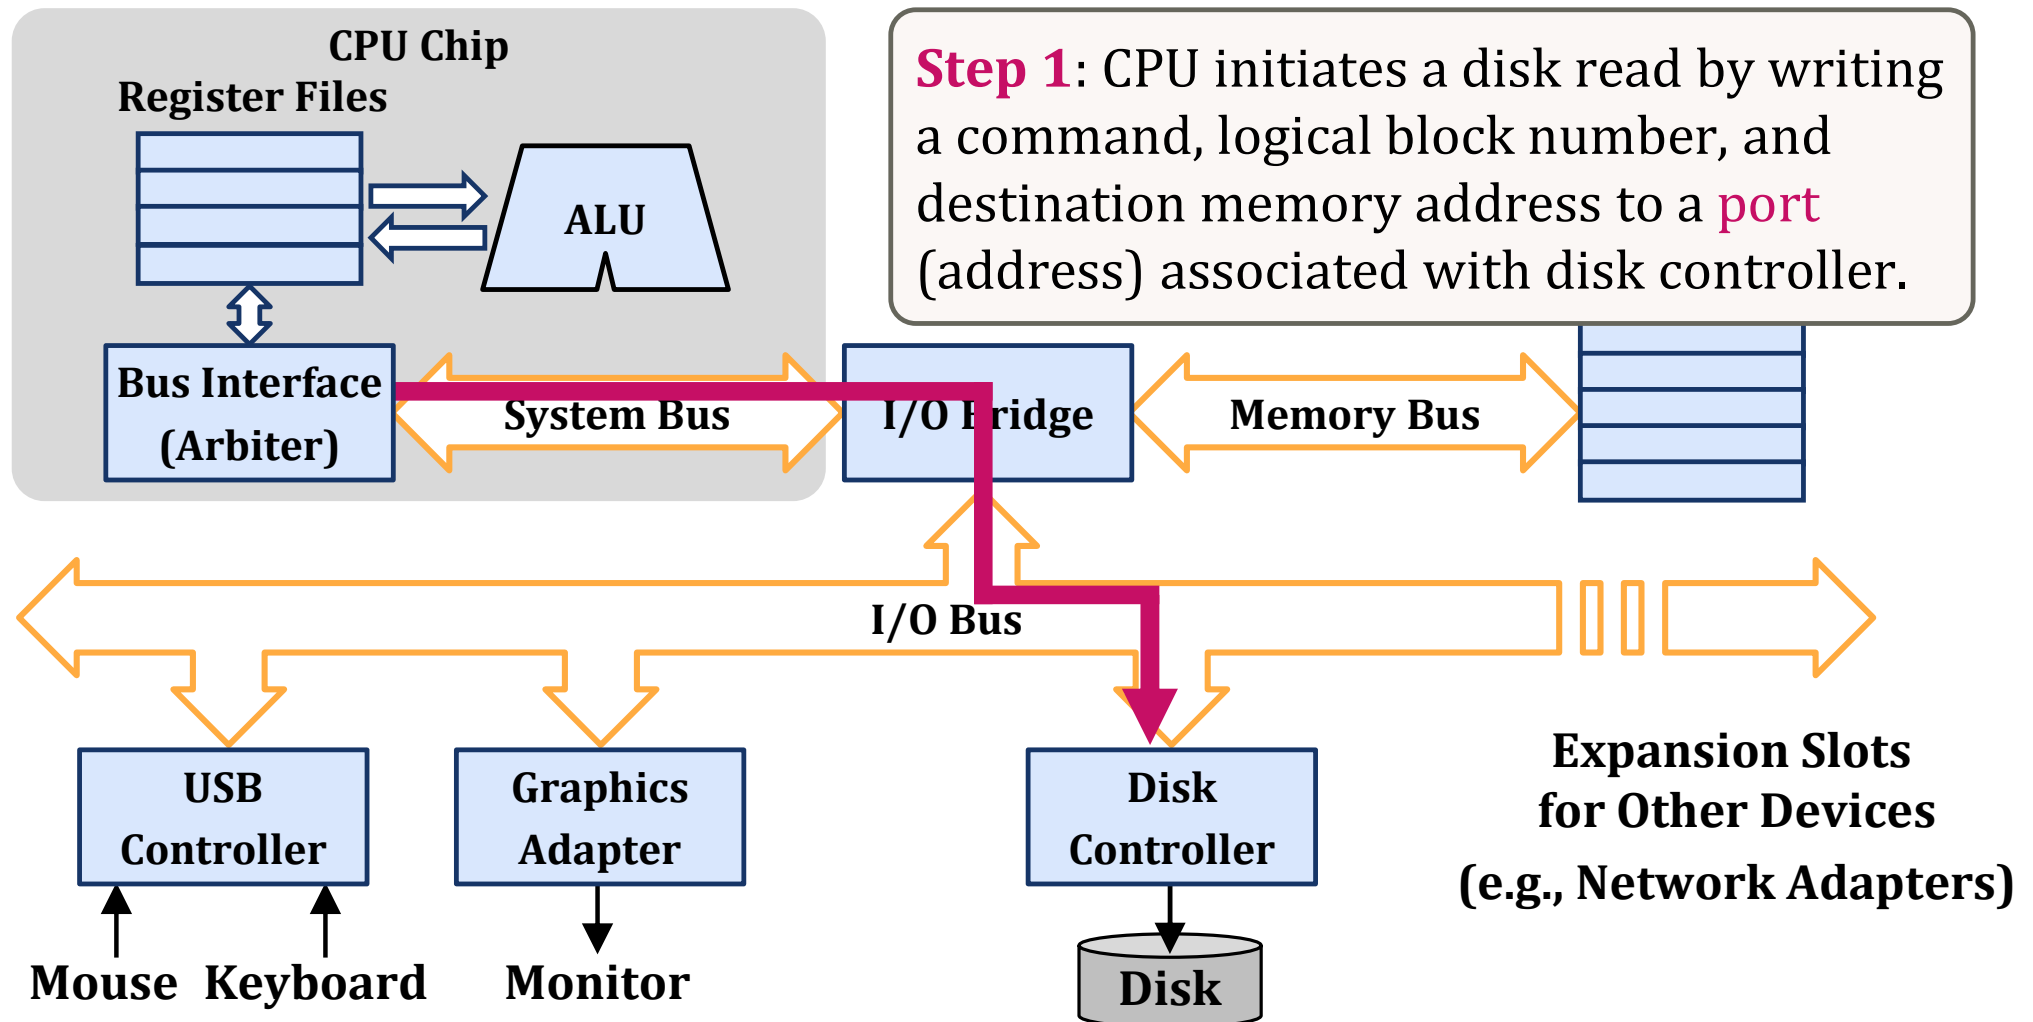 CPU Chip
Register Files
ALU
Step 1: CPU initiates a disk read by writing
a command, logical block number, and
destination memory address to a port
(address) associated with disk controller.
Bus Interface
(Arbiter)
System Bus
I/O Bridge
Memory Bus
I/O Bus
USB
Controller
Graphics
Adapter
Disk
Controller
Expansion Slots
for Other Devices
(e.g., Network Adapters)
Mouse
Keyboard
Monitor
Disk